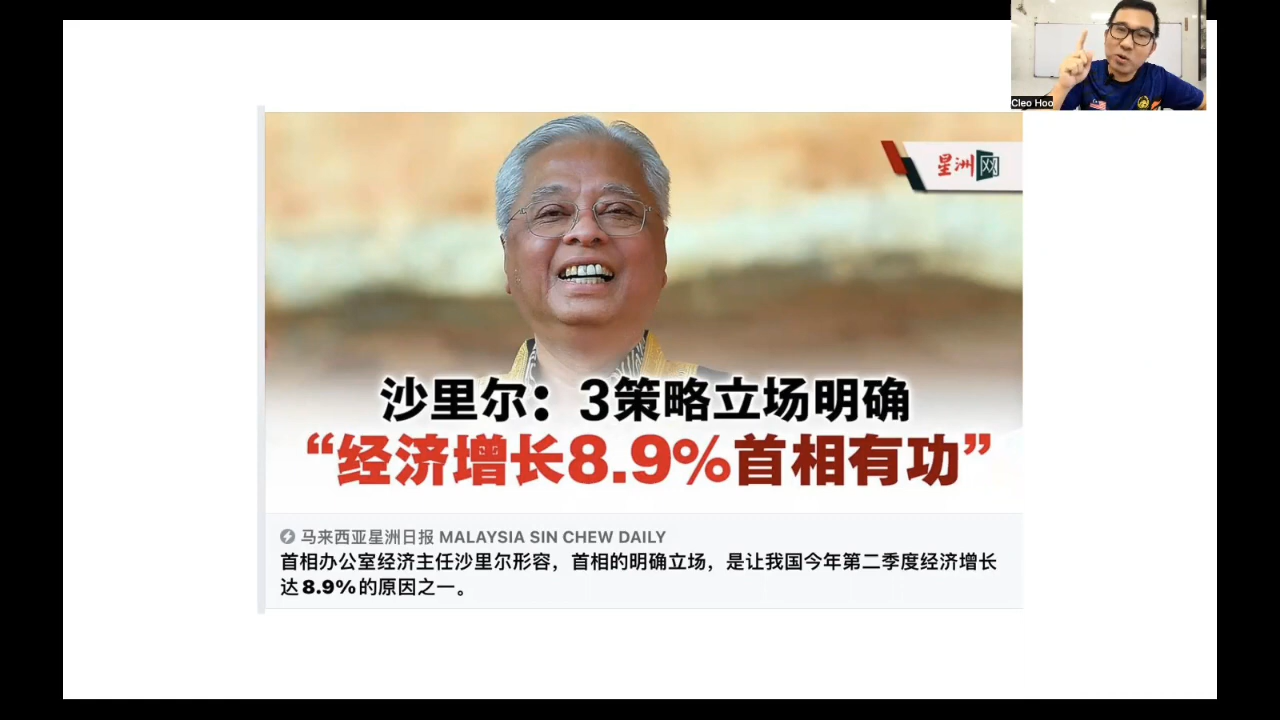 Cleo Hoo
星洲网
沙里尔：3策略立场明确
“经济增长8.9%首相有功”
马来西亚星洲日报 MALAYSIA SIN CHEW DAILY
首相办公室经济主任沙里尔形容，首相的明确立场，是让我国今年第二季度经济增长
达8.9%的原因之一。